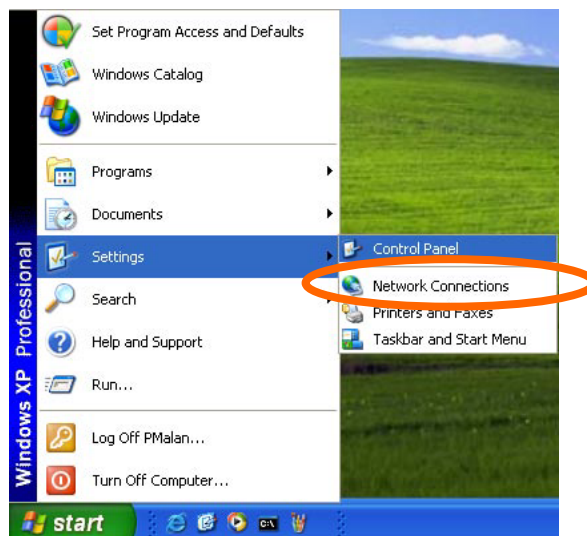 Set Program Access and Defaults
Windows Catalog
Windows Update
Programs
Documents
Settings
Search
Help and Support
Run...
Log Off PMalan...
Turn Off Computer...
Control Panel
Network Connections
Printers and Faxes
Taskbar and Start Menu
Windows XP Professional
start
C:\